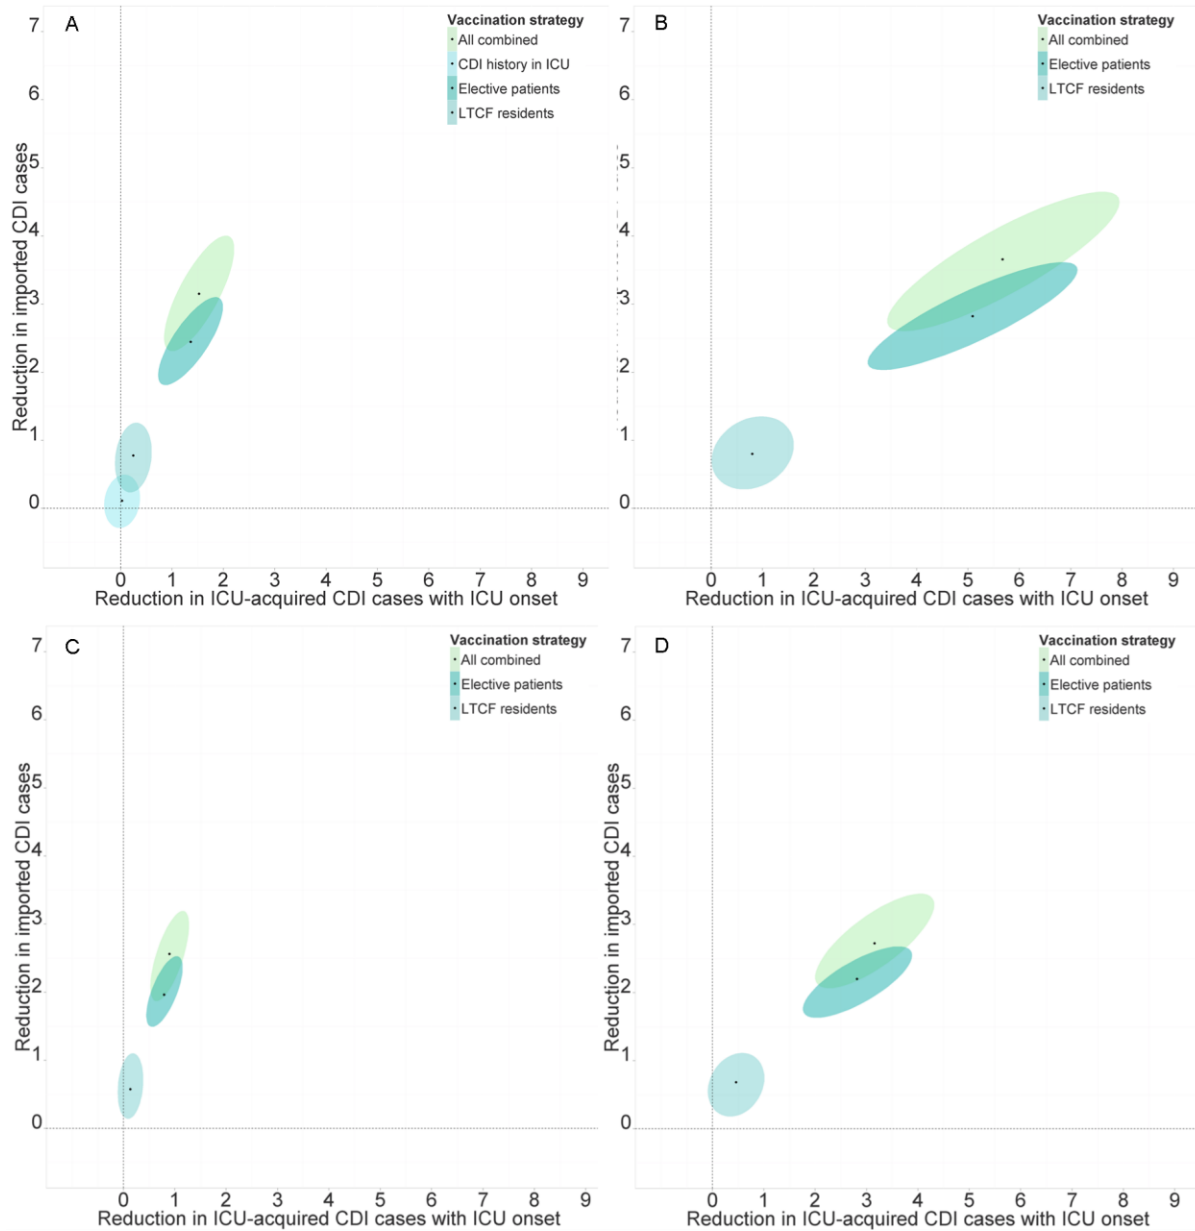 A
Vaccination strategy
All combined
CDI history in ICU
Elective patients
LTCF residents
7
6
5
4
3
2
1
0
Reduction in imported CDI cases
0 1 2 3 4 5 6 7 8 9
Reduction in ICU-acquired CDI cases with ICU onset
B
Vaccination strategy
All combined
Elective patients
LTCF residents
7
6
5
4
3
2
1
0
0 1 2 3 4 5 6 7 8 9
Reduction in ICU-acquired CDI cases with ICU onset
C
Vaccination strategy
All combined
Elective patients
LTCF residents
7
6
5
4
3
2
1
0
Reduction in imported CDI cases
0 1 2 3 4 5 6 7 8 9
Reduction in ICU-acquired CDI cases with ICU onset
D
Vaccination strategy
All combined
Elective patients
LTCF residents
7
6
5
4
3
2
1
0
Reduction in imported CDI cases
0 1 2 3 4 5 6 7 8 9
Reduction in ICU-acquired CDI cases with ICU onset